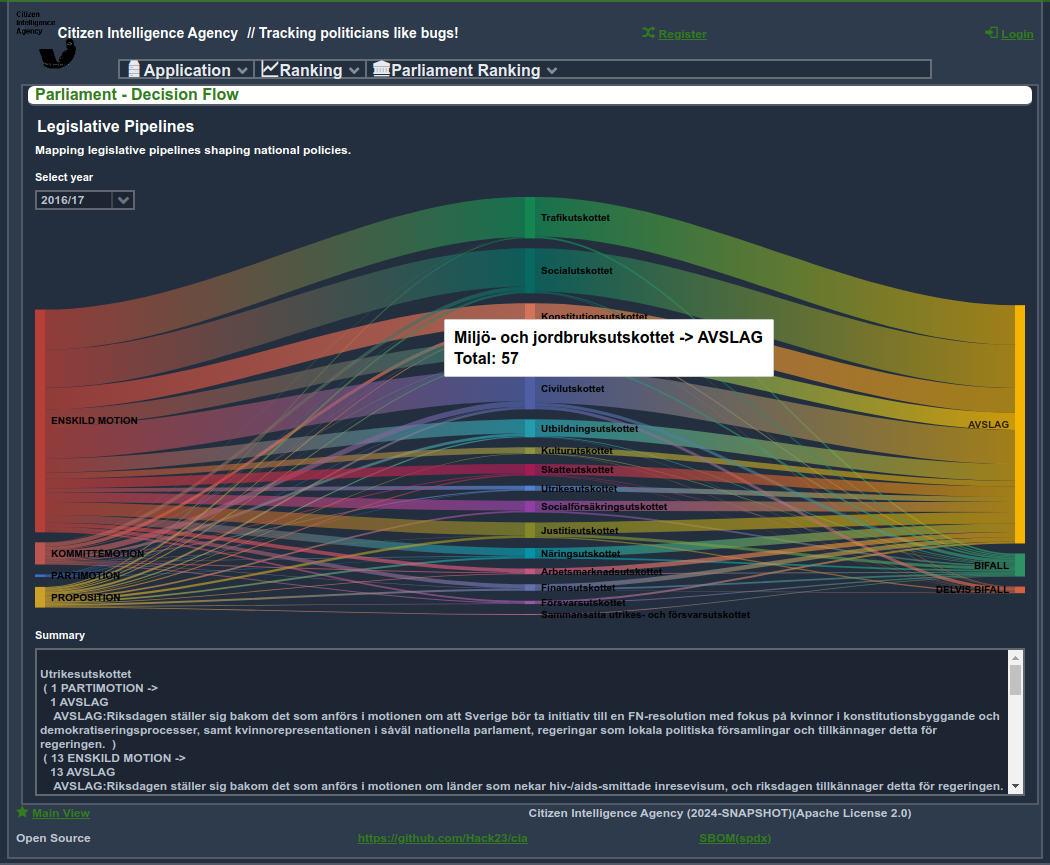 Citizen
Intelligence
Agency
Citizen Intelligence Agency // Tracking politicians like bugs!
Register
Login
Application
Ranking
Parliament Ranking
Parliament - Decision Flow
Legislative Pipelines
Mapping legislative pipelines shaping national policies.
Select year
2016/17
Trafikutskottet
Socialutskottet
Konstitutionsutskottet
Miljö- och jordbruksutskottet -> AVSLAG
Total: 57
Civilutskottet
ENSKILD MOTION
AVSLAG
Utbildningsutskottet
Kulturutskottet
Skatteutskottet
Utrikesutskottet
Socialförsäkringsutskottet
Justitieutskottet
KOMMITTÉMOTION
Näringsutskottet
BIFALL
Arbetsmarknadsutskottet
PARTIMOTION
Finansutskottet
DELVIS BIFALL
PROPOSITION
Försvarsutskottet
Sammansatta utrikes- och försvarsutskottet
Summary
Utrikesutskottet
( 1 PARTIMOTION ->
1 AVSLAG
AVSLAG:Riksdagen ställer sig bakom det som anförs i motionen om att Sverige bör ta initiativ till en FN-resolution med fokus på kvinnor i konstitutionsbyggande och
demokratiseringsprocesser, samt kvinnorepresentationen i såväl nationella parlament, regeringar som lokala politiska församlingar och tillkännager detta för
regeringen. )
( 13 ENSKILD MOTION ->
13 AVSLAG
AVSLAG:Riksdagen ställer sig bakom det som anförs i motionen om länder som nekar hiv-/aids-smittade inresevisum, och riksdagen tillkännager detta för regeringen.
Main View
Citizen Intelligence Agency (2024-SNAPSHOT)(Apache License 2.0)
Open Source
https://github.com/Hack23/cia
SBOM(spdx)